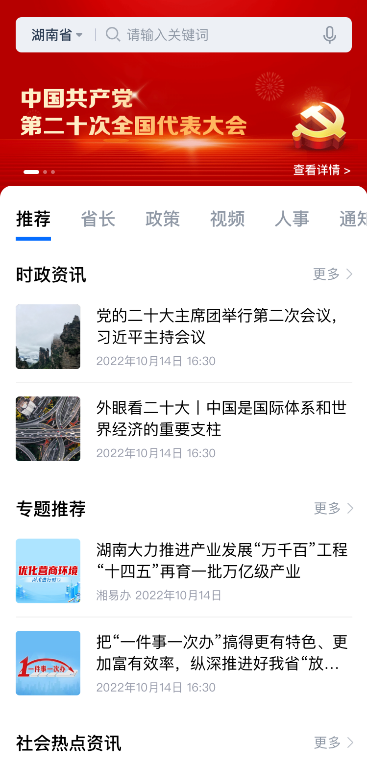 湖南省
请输入关键词
中国共产党
第二十次全国代表大会
查看详情 >
推荐 省长 政策 视频 人事 通知
时政资讯 更多
党的二十大主席团举行第二次会议，
习近平主持会议
2022年10月14日 16:30
外眼看二十大丨中国是国际体系和世
界经济的重要支柱
2022年10月14日 16:30
专题推荐 更多
优化营商环境
湖南大力推进产业发展“万千百”工程
“十四五”再育一批万亿级产业
湘易办 2022年10月14日
一件事一次办
把“一件事一次办”搞得更有特色、更
加富有效率，纵深推进好我省“放...
2022年10月14日 16:30
社会热点资讯 更多